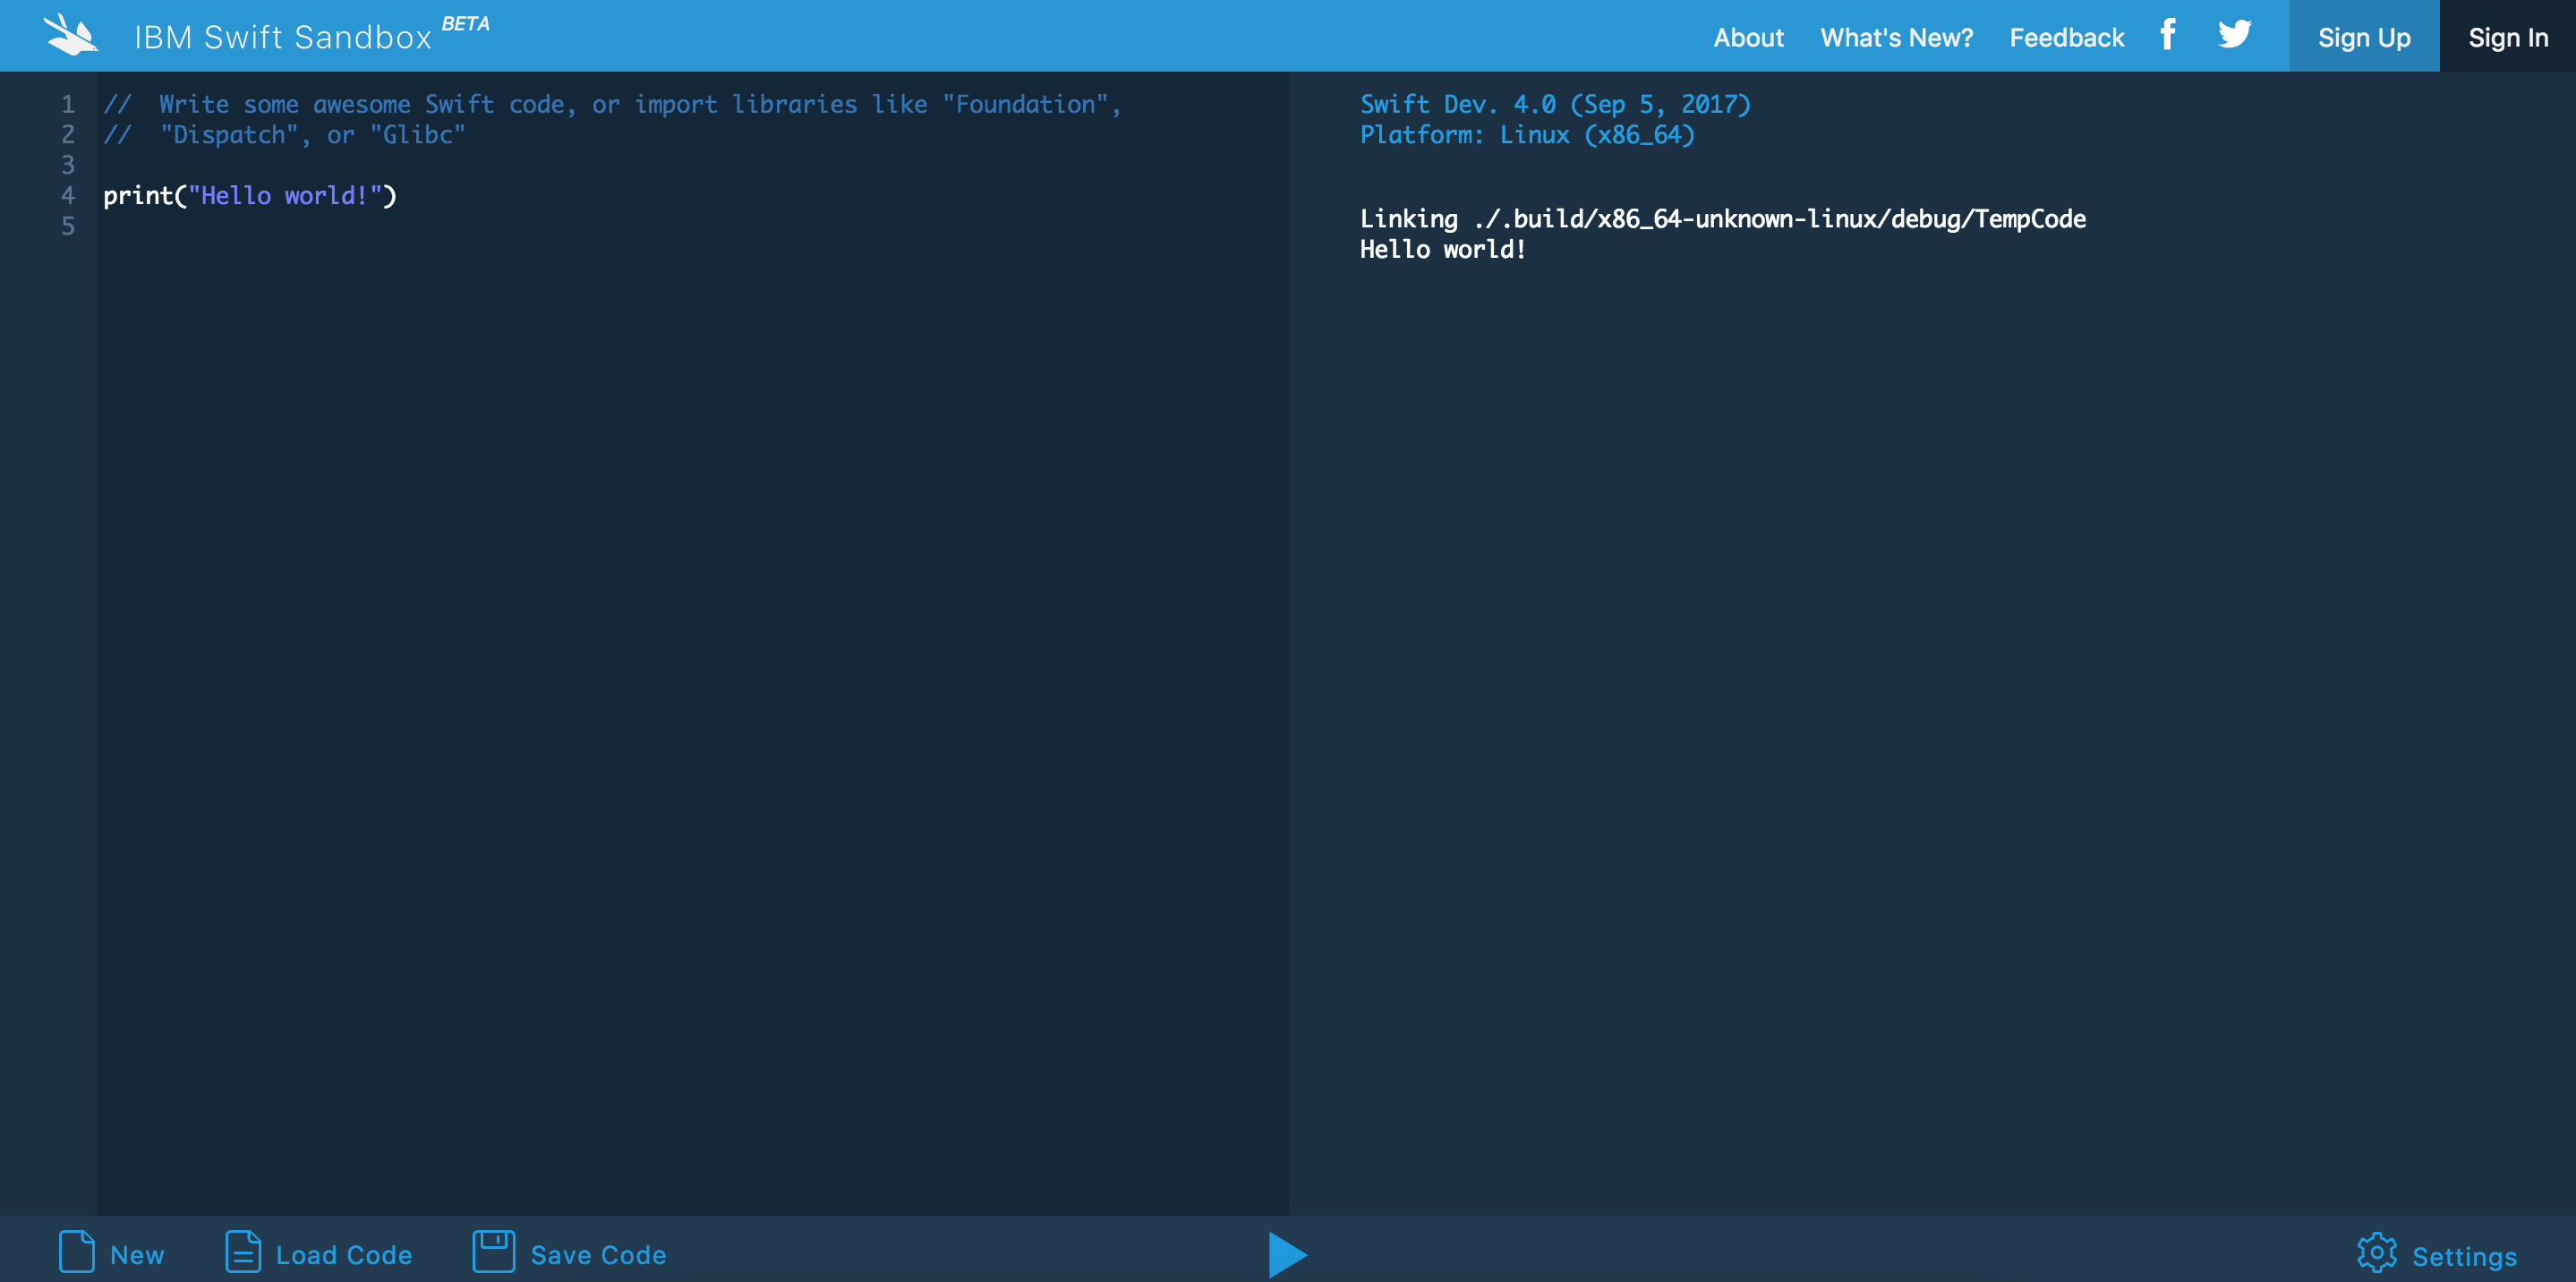 IBM Swift Sandbox BETA
About What's New? Feedback Sign Up Sign In
1 //  Write some awesome Swift code, or import libraries like "Foundation",
2 //  "Dispatch", or "Glibc"
3
4 print("Hello world!")
5
Swift Dev. 4.0 (Sep 5, 2017)
Platform: Linux (x86_64)
Linking ./.build/x86_64-unknown-linux/debug/TempCode
Hello world!
New Load Code Save Code Settings